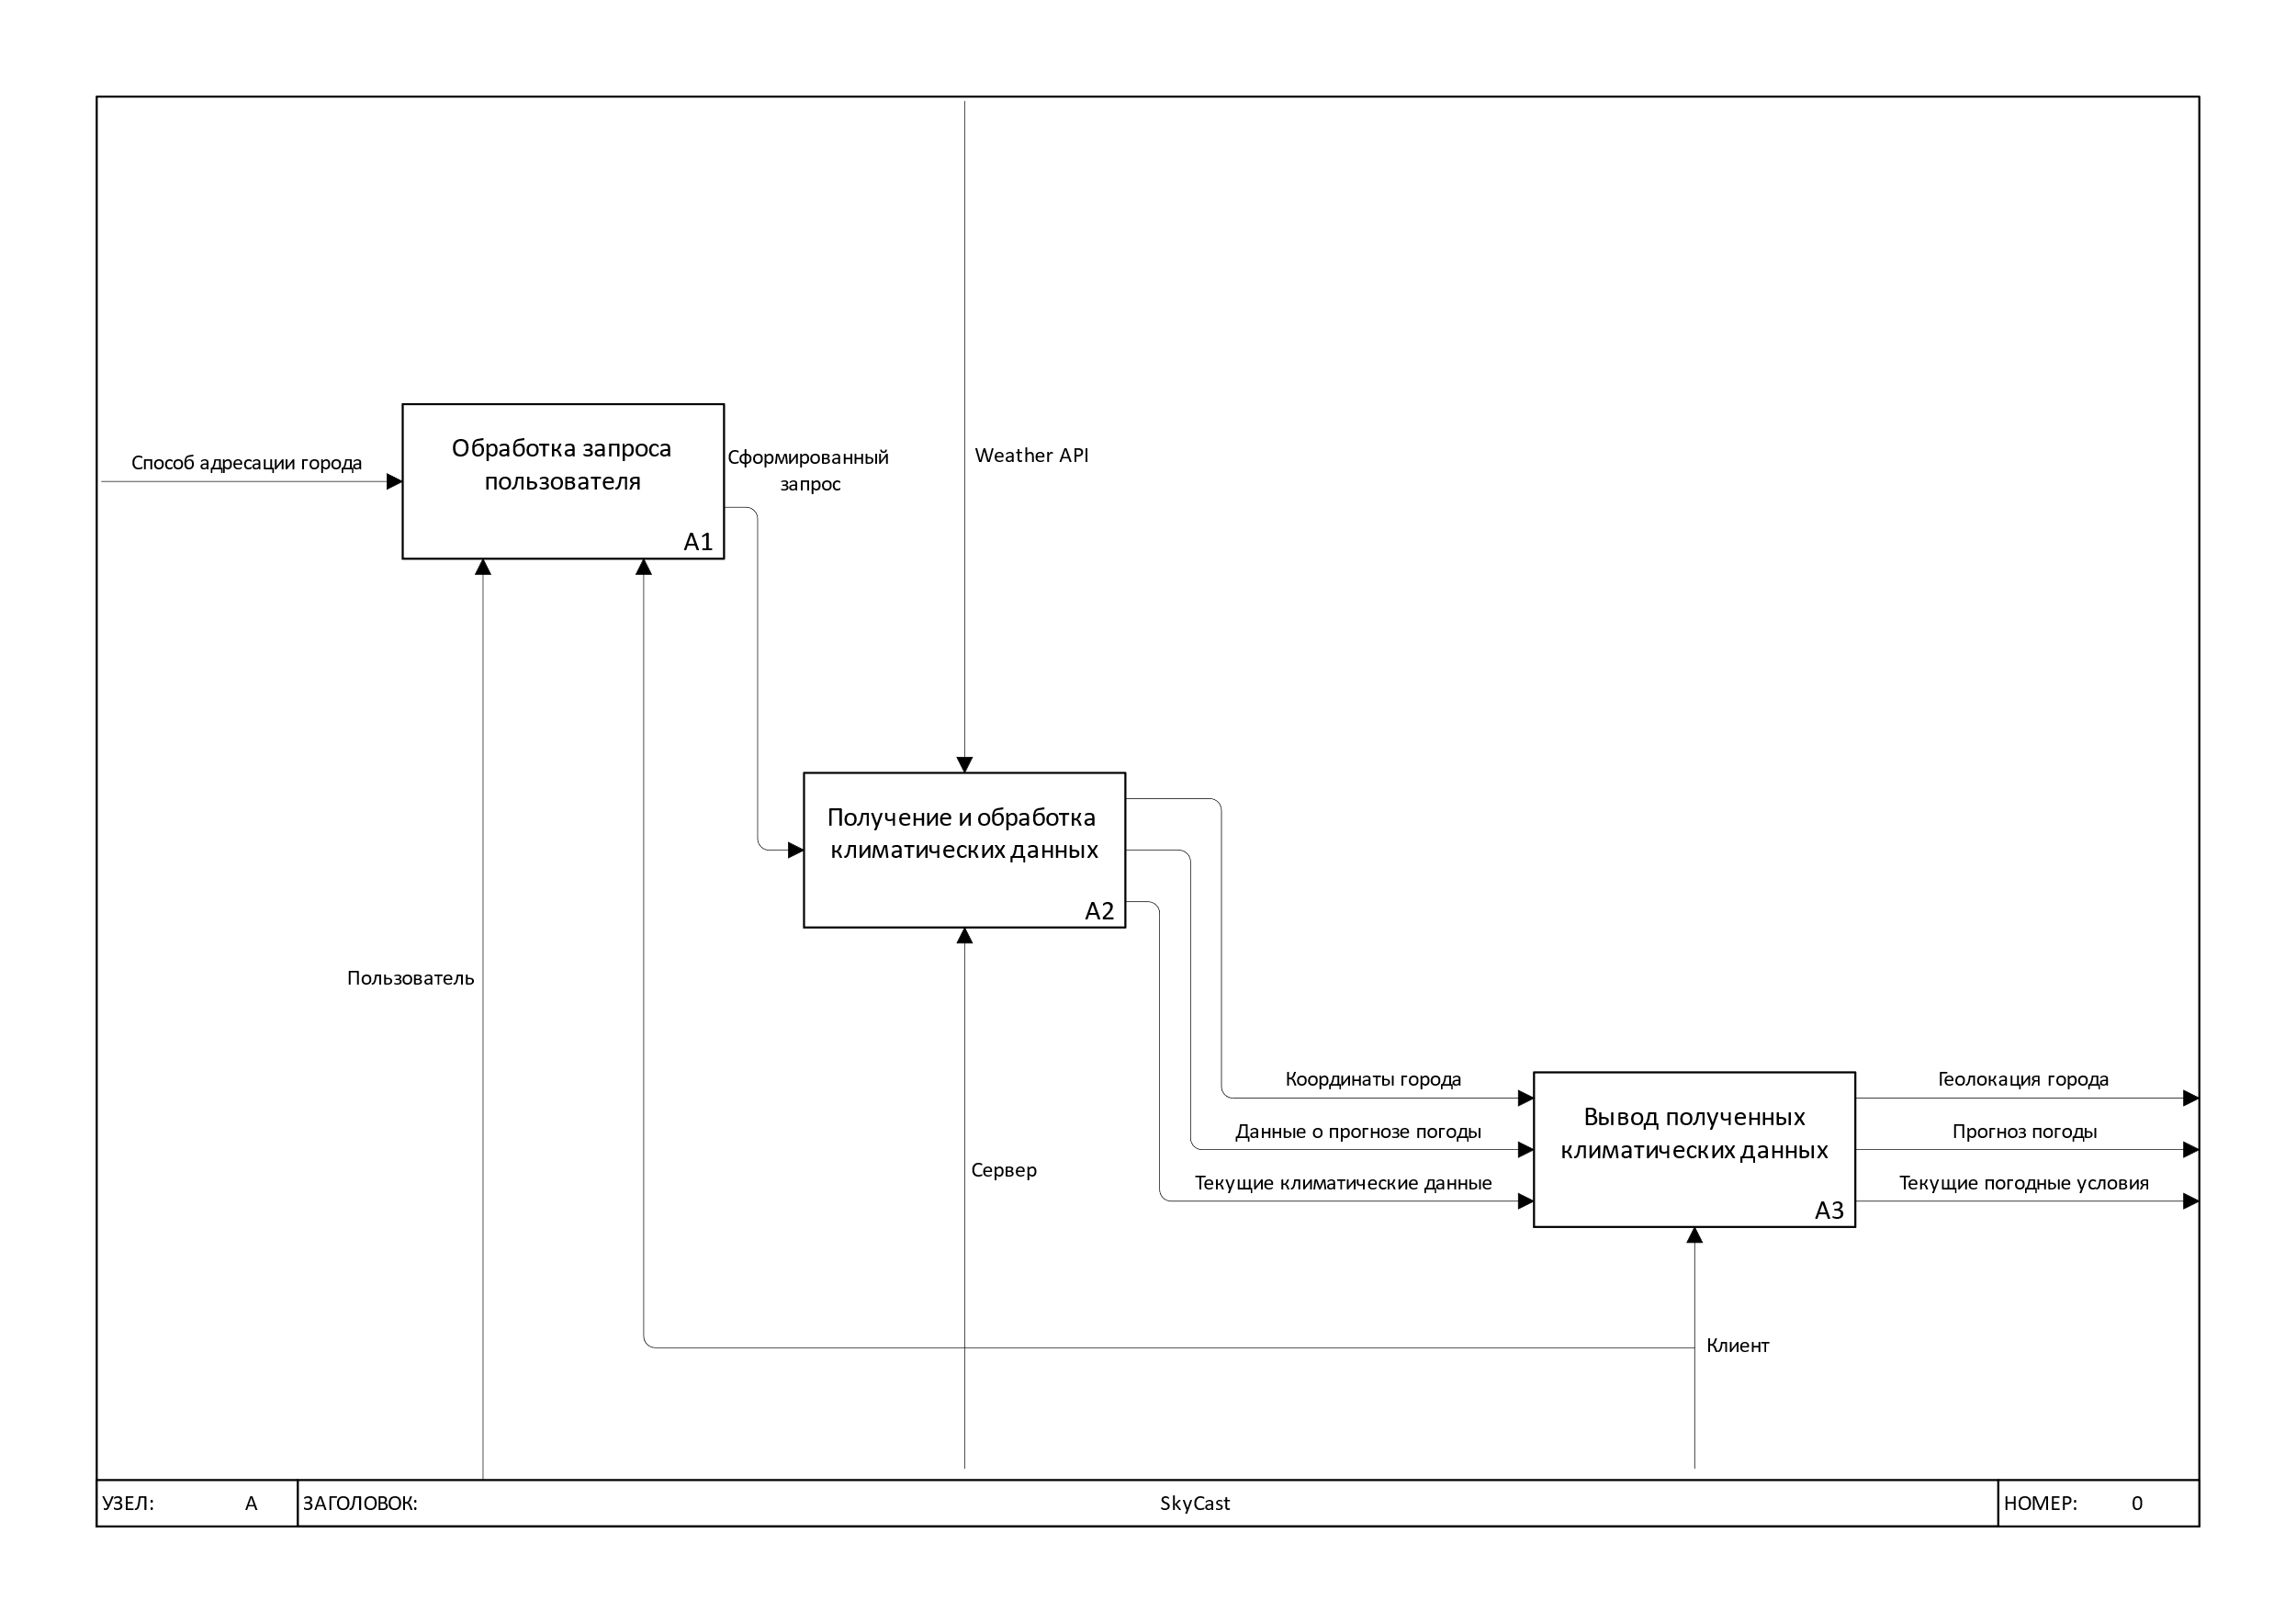 Способ адресации города
Обработка запроса
пользователя
A1
Сформированный
запрос
Weather API
Получение и обработка
климатических данных
A2
Пользователь
Сервер
Координаты города
Данные о прогнозе погоды
Текущие климатические данные
Вывод полученных
климатических данных
A3
Геолокация города
Прогноз погоды
Текущие погодные условия
Клиент
УЗЕЛ: A
ЗАГОЛОВОК: SkyCast
НОМЕР: 0